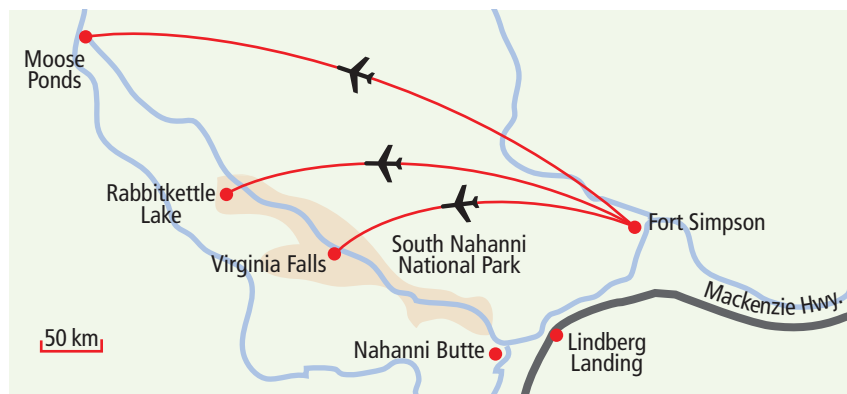 Moose
Ponds
Rabbitkettle
Lake
Fort Simpson
South Nahanni
National Park
Virginia Falls
Mackenzie Hwy.
50 km
Nahanni Butte
Lindberg
Landing